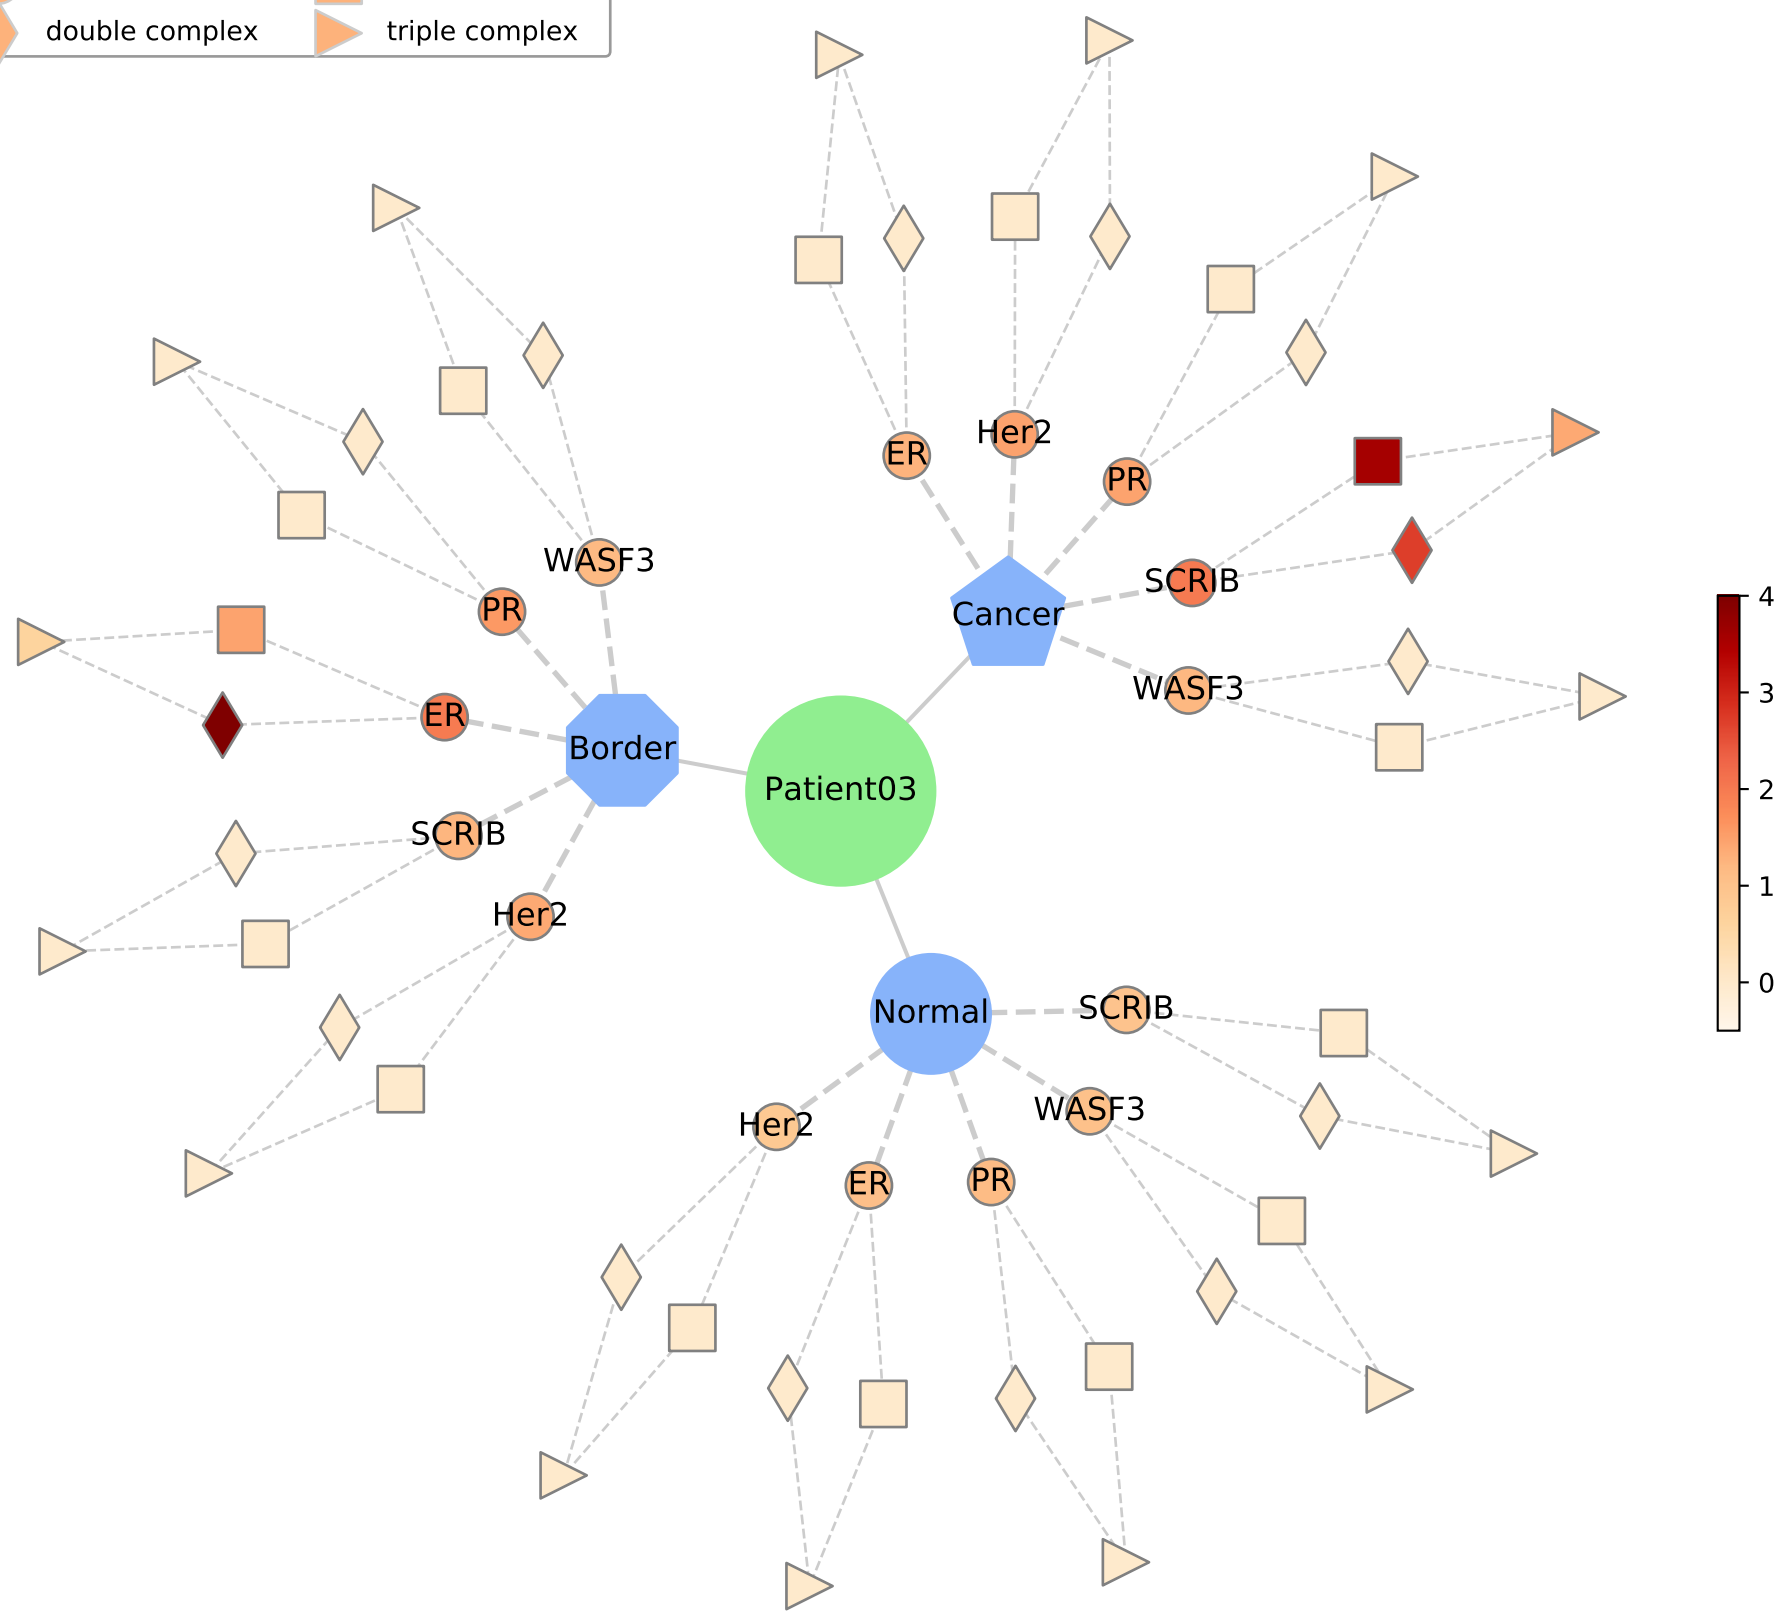 double complex
triple complex
ER
Her2
PR
WASF3
PR
SCRIB
Cancer
WASF3
ER
Border
Patient03
SCRIB
Her2
Normal
SCRIB
WASF3
Her2
ER
PR
4
3
2
1
0